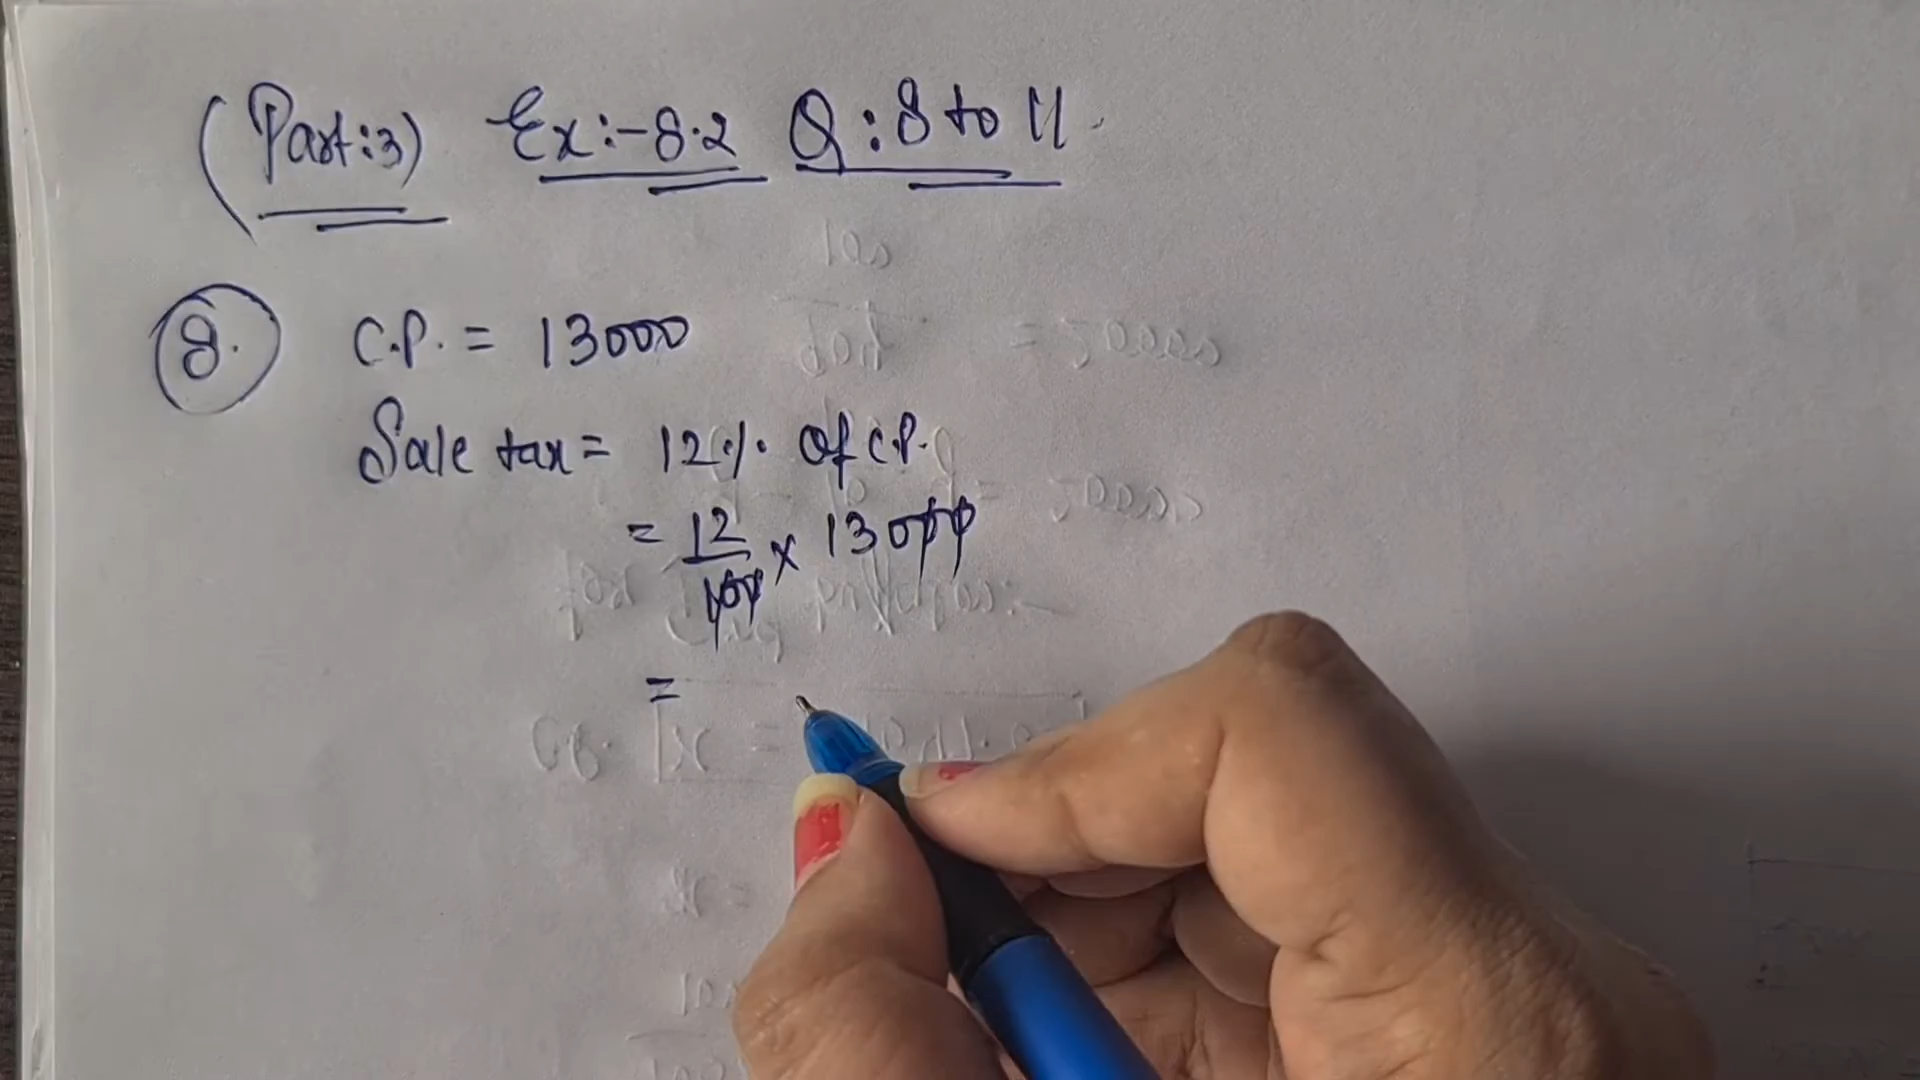 (Part:3) Ex:-8.2 Q:8 to 11.
8. C.P. = 13000
Sale tax = 12% of C.P.
= 12/100 x 13000
=